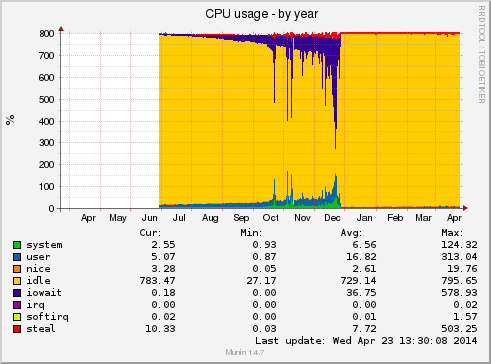 CPU usage - by year
RRDTOOL / TOBI OETIKER
%
800
700
600
500
400
300
200
100
0
Apr May Jun Jul Aug Sep Oct Nov Dec Jan Feb Mar Apr
Cur: Min: Avg: Max:
system 2.55 0.93 6.56 124.32
user 5.07 0.87 16.82 313.04
nice 3.28 0.05 2.61 19.76
idle 783.47 27.17 729.14 795.65
iowait 0.18 0.00 36.75 578.93
irq 0.00 0.00 0.00 0.02
softirq 0.02 0.00 0.01 1.57
steal 10.33 0.03 7.72 503.25
Last update: Wed Apr 23 13:30:08 2014
Munin 1.4.7